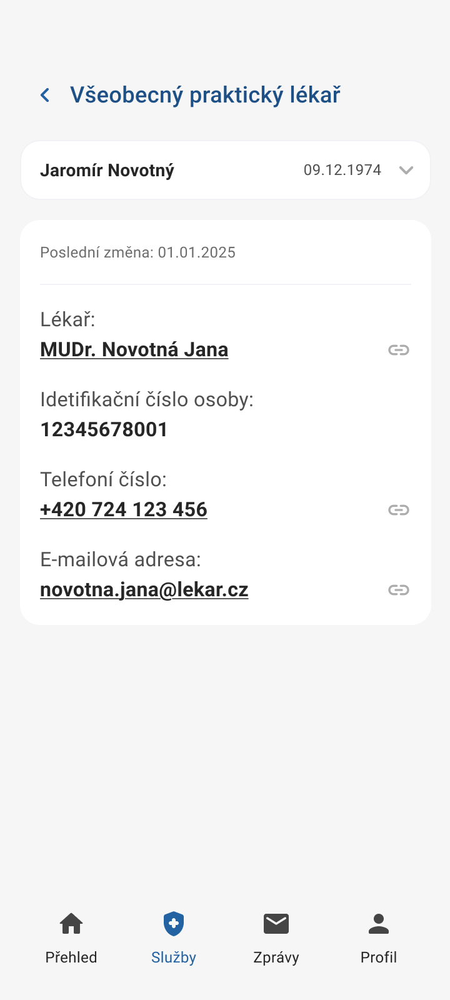 Všeobecný praktický lékař
Jaromír Novotný 09.12.1974
Poslední změna: 01.01.2025
Lékař:
MUDr. Novotná Jana
Idetifikační číslo osoby:
12345678001
Telefoní číslo:
+420 724 123 456
E-mailová adresa:
novotna.jana@lekar.cz
Přehled Služby Zprávy Profil